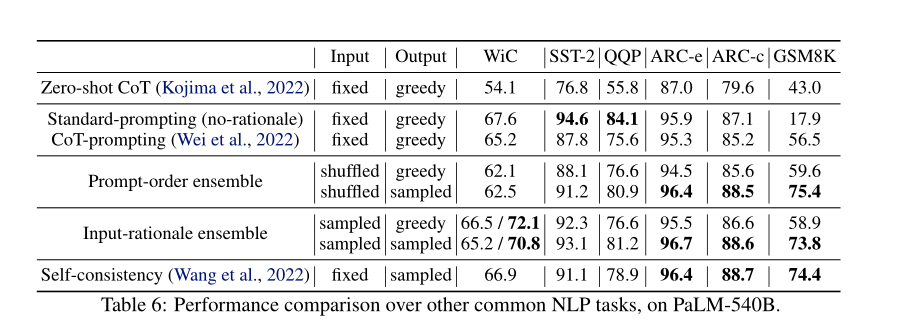 Input Output WiC SST-2 QQP ARC-e ARC-c GSM8K
Zero-shot CoT (Kojima et al., 2022) fixed greedy 54.1 76.8 55.8 87.0 79.6 43.0
Standard-prompting (no-rationale) fixed greedy 67.6 94.6 84.1 95.9 87.1 17.9
CoT-prompting (Wei et al., 2022) fixed greedy 65.2 87.8 75.6 95.3 85.2 56.5
Prompt-order ensemble shuffled greedy 62.1 88.1 76.6 94.5 85.6 59.6
shuffled sampled 62.5 91.2 80.9 96.4 88.5 75.4
Input-rationale ensemble sampled greedy 66.5 / 72.1 92.3 76.6 95.5 86.6 58.9
sampled sampled 65.2 / 70.8 93.1 81.2 96.7 88.6 73.8
Self-consistency (Wang et al., 2022) fixed sampled 66.9 91.1 78.9 96.4 88.7 74.4
Table 6: Performance comparison over other common NLP tasks, on PaLM-540B.